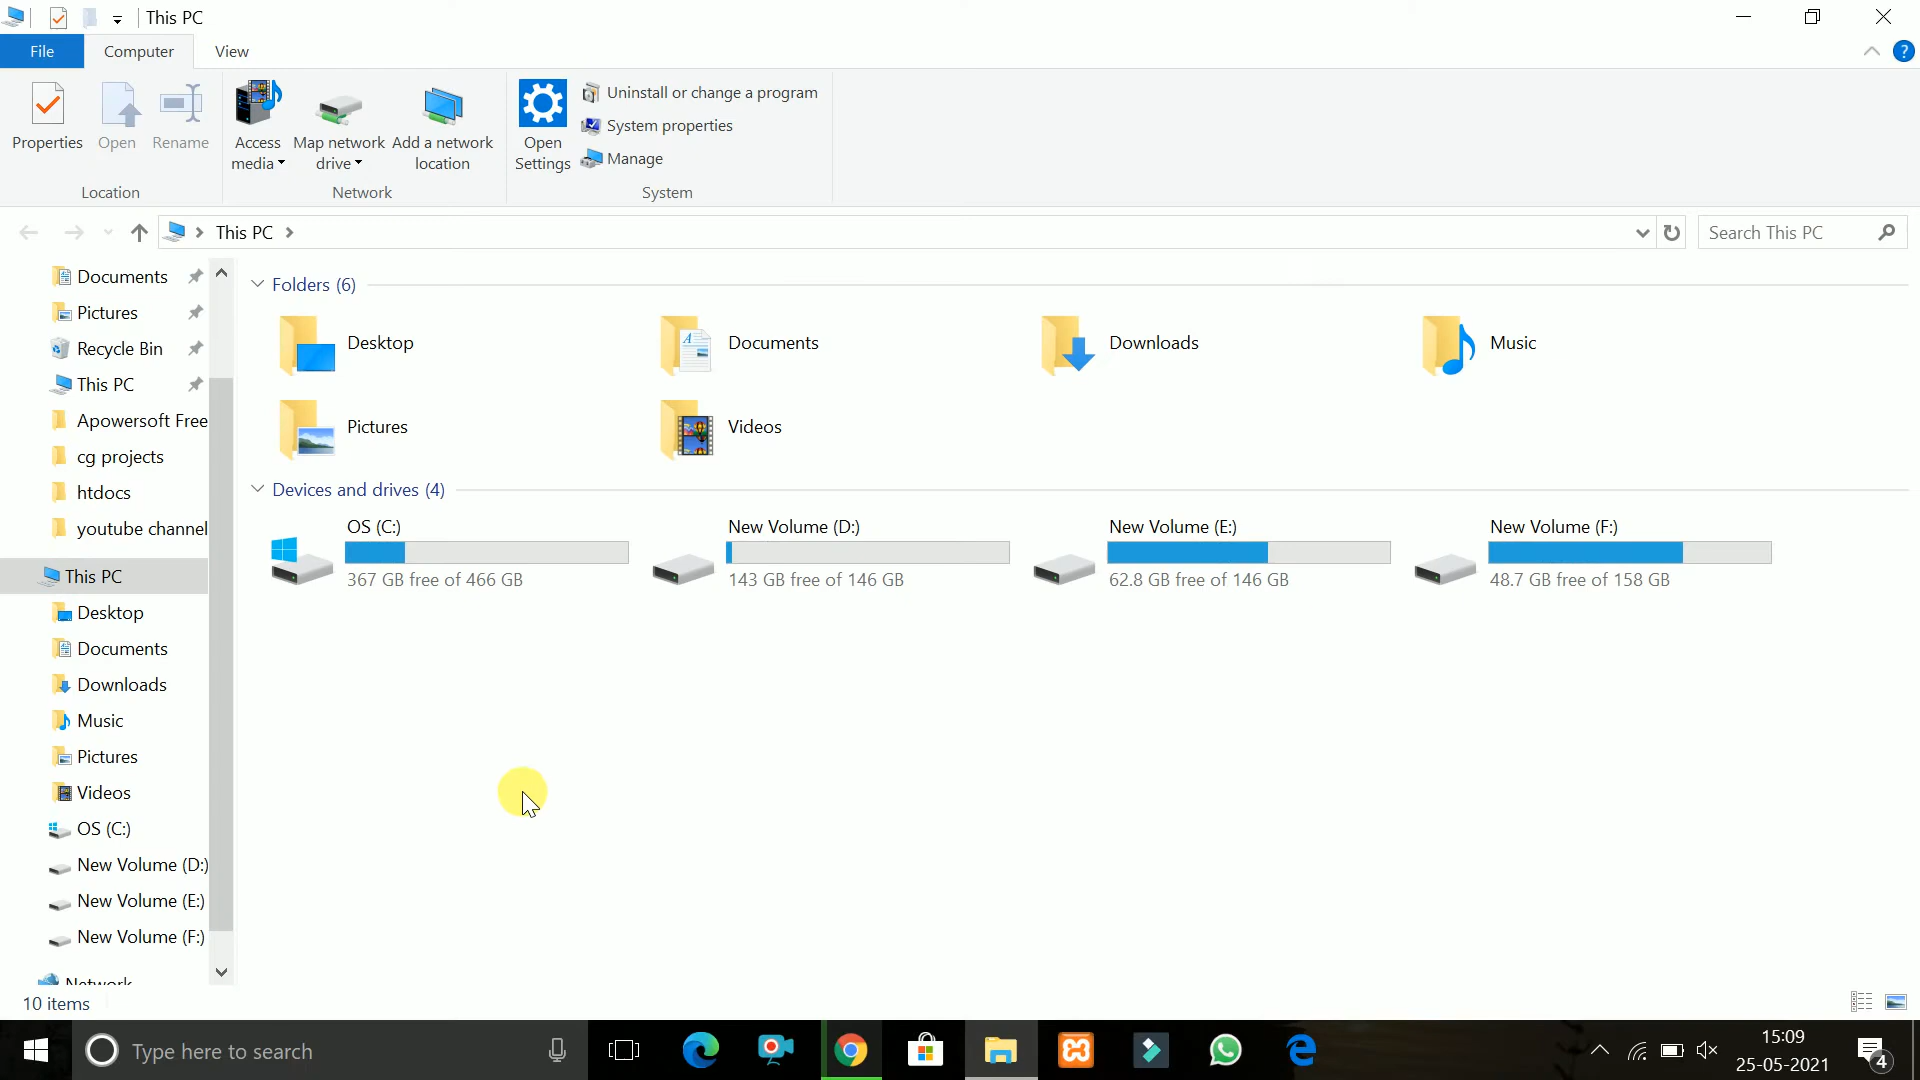 This PC
File
Computer
View
?
Properties
Open
Rename
Access
media
Map network
drive
Add a network
location
Open
Settings
Uninstall or change a program
System properties
Manage
Location
Network
System
This PC
Search This PC
Documents
Pictures
Recycle Bin
This PC
Apowersoft Free
cg projects
htdocs
youtube channel
This PC
Desktop
Documents
Downloads
Music
Pictures
Videos
OS (C:)
New Volume (D:)
New Volume (E:)
New Volume (F:)
Network
Folders (6)
Desktop
Documents
Downloads
Music
Pictures
Videos
Devices and drives (4)
OS (C:)
367 GB free of 466 GB
New Volume (D:)
143 GB free of 146 GB
New Volume (E:)
62.8 GB free of 146 GB
New Volume (F:)
48.7 GB free of 158 GB
10 items
Type here to search
15:09
25-05-2021
4